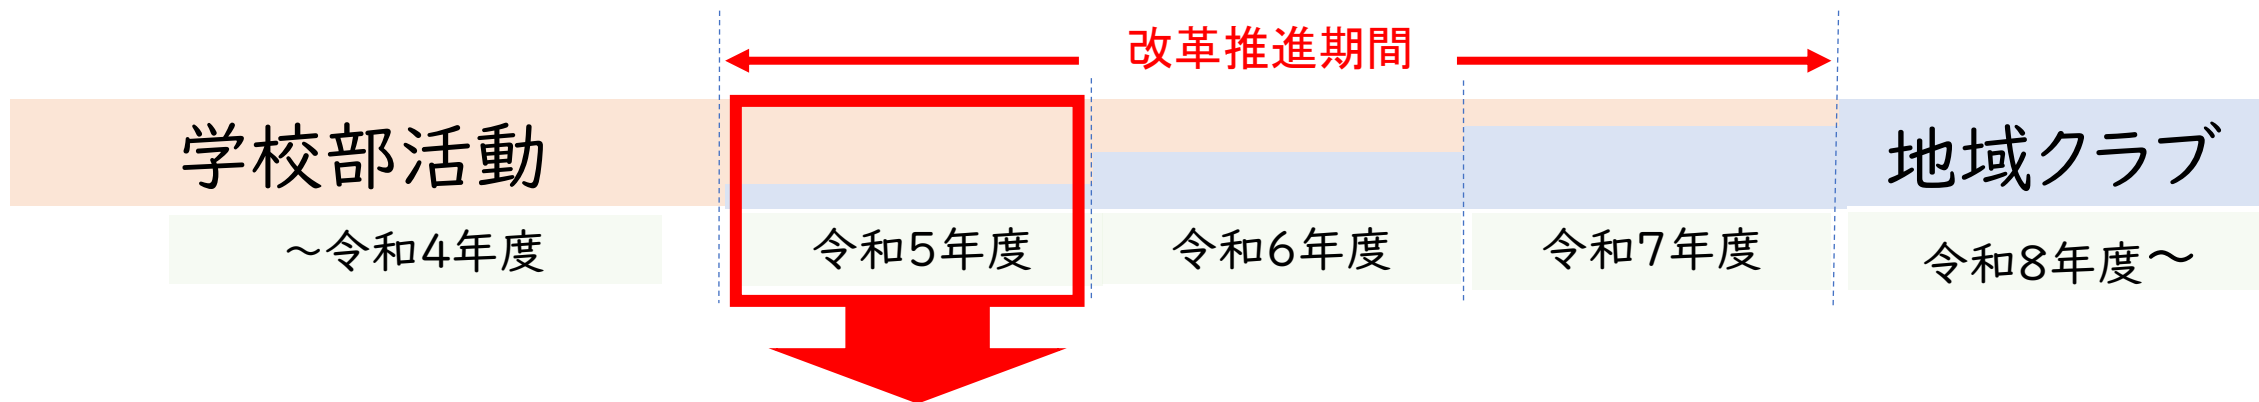 改革推進期間
学校部活動
地域クラブ
～令和4年度
令和5年度
令和6年度
令和7年度
令和8年度～